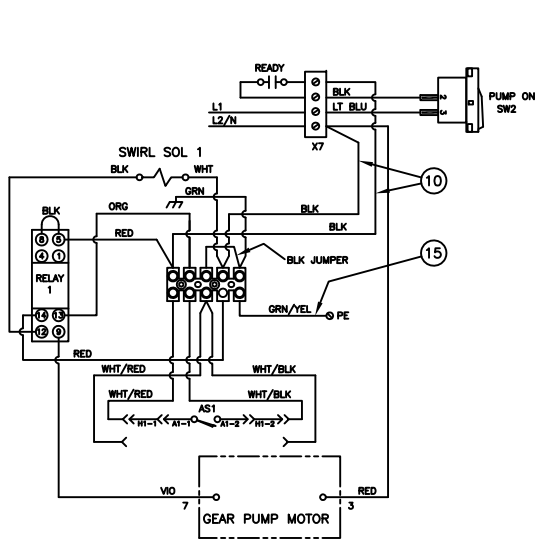 READY
BLK
2
PUMP ON
SW2
L1
LT BLU
3
L2/N
X7
SWIRL SOL 1
BLK
WHT
10
GRN
BLK
ORG
BLK
BLK
RED
8
5
4
1
BLK JUMPER
15
RELAY
1
GRN/YEL
PE
14
13
12
9
RED
WHT/RED
WHT/BLK
WHT/RED
WHT/BLK
AS1
H1-1
A1-1
A1-2
H1-2
VIO
7
RED
3
GEAR PUMP MOTOR